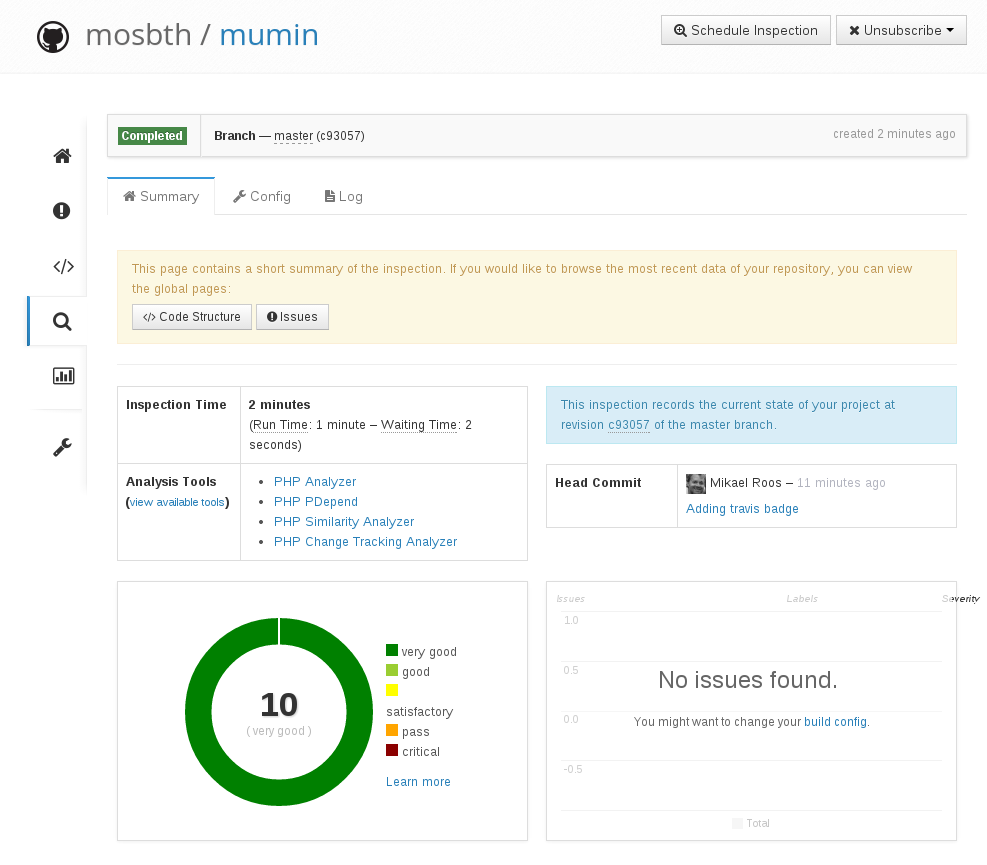 mosbth / mumin
Schedule Inspection
Unsubscribe
Completed
Branch — master (c93057)
created 2 minutes ago
Summary
Config
Log
This page contains a short summary of the inspection. If you would like to browse the most recent data of your repository, you can view
the global pages:
</> Code Structure
Issues
Inspection Time
2 minutes
(Run Time: 1 minute – Waiting Time: 2
seconds)
Analysis Tools
(view available tools)
• PHP Analyzer
• PHP PDepend
• PHP Similarity Analyzer
• PHP Change Tracking Analyzer
This inspection records the current state of your project at
revision c93057 of the master branch.
Head Commit
Mikael Roos – 11 minutes ago
Adding travis badge
10
( very good )
very good
good
satisfactory
pass
critical
Learn more
Issues
Labels
Severity
1.0
0.5
No issues found.
0.0
You might want to change your build config.
-0.5
Total